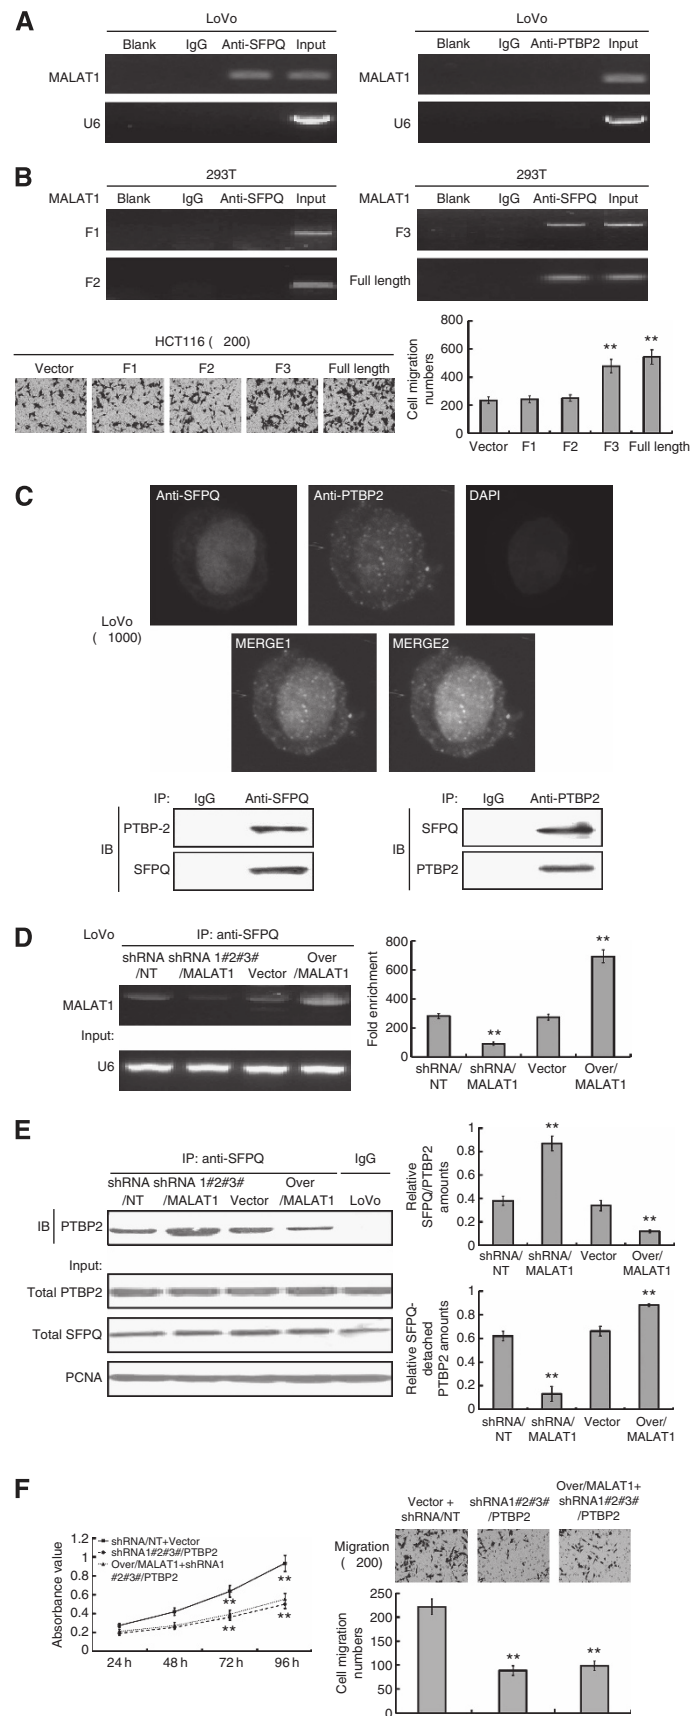 A
LoVo
Blank IgG Anti-SFPQ Input
MALAT1
U6
LoVo
Blank IgG Anti-PTBP2 Input
MALAT1
U6
B
293T
MALAT1 Blank IgG Anti-SFPQ Input
F1
F2
293T
MALAT1 Blank IgG Anti-SFPQ Input
F3
Full length
HCT116 ( 200)
Vector F1 F2 F3 Full length
Cell migration
numbers
800
600
400
200
0
Vector F1 F2 F3 Full length
** **
C
Anti-SFPQ Anti-PTBP2 DAPI
LoVo
( 1000)
MERGE1 MERGE2
IP: IgG Anti-SFPQ
IB
PTBP-2
SFPQ
IP: IgG Anti-PTBP2
IB
SFPQ
PTBP2
D
LoVo IP: anti-SFPQ
shRNA shRNA 1#2#3# Over
/NT /MALAT1 Vector /MALAT1
MALAT1
Input:
U6
Fold enrichment
800
600
400
200
0
** **
shRNA/ shRNA/ Vector Over/
NT MALAT1 MALAT1
E
IP: anti-SFPQ IgG
shRNA shRNA 1#2#3# Over
/NT /MALAT1 Vector /MALAT1 LoVo
IB PTBP2
Input:
Total PTBP2
Total SFPQ
PCNA
Relative
SFPQ/PTBP2
amounts
1
0.8
0.6
0.4
0.2
0
** **
shRNA/ shRNA/ Vector Over/
NT MALAT1 MALAT1
Relative SFPQ-
detached
PTBP2 amounts
1
0.8
0.6
0.4
0.2
0
** **
shRNA/ shRNA/ Vector Over/
NT MALAT1 MALAT1
F
Absorbance value
1.2
1
0.8
0.6
0.4
0.2
0
shRNA/NT+Vector
shRNA1#2#3#/PTBP2
Over/MALAT1+shRNA1
#2#3#/PTBP2
** **
** **
24 h 48 h 72 h 96 h
Vector +
shRNA/NT
shRNA1#2#3#
/PTBP2
Over/MALAT1+
shRNA1#2#3#
/PTBP2
Migration
( 200)
Cell migration
numbers
250
200
150
100
50
0
** **